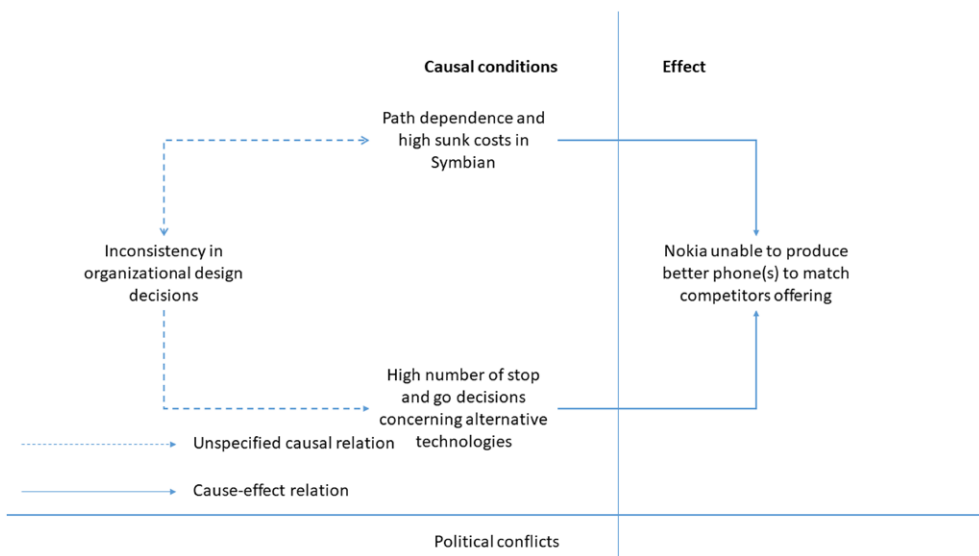 Causal conditions
Effect
Path dependence and
high sunk costs in
Symbian
Inconsistency in
organizational design
decisions
Nokia unable to produce
better phone(s) to match
competitors offering
High number of stop
and go decisions
concerning alternative
technologies
Unspecified causal relation
Cause-effect relation
Political conflicts